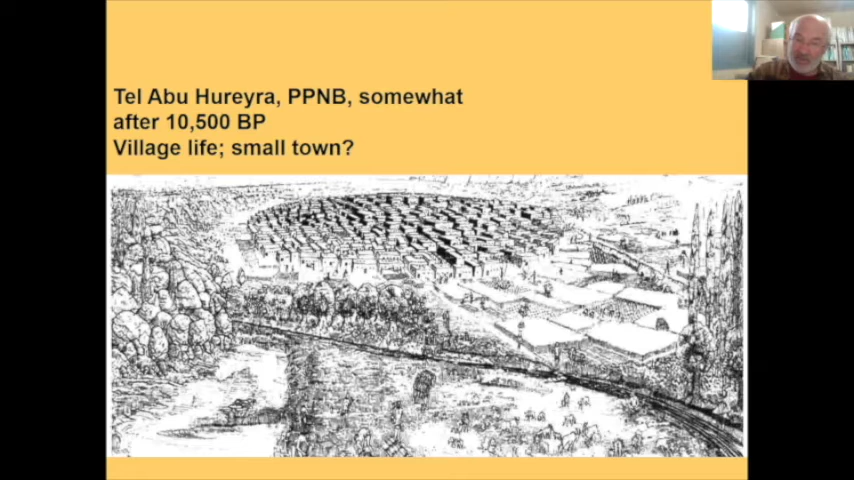 Tel Abu Hureyra, PPNB, somewhat
after 10,500 BP
Village life; small town?